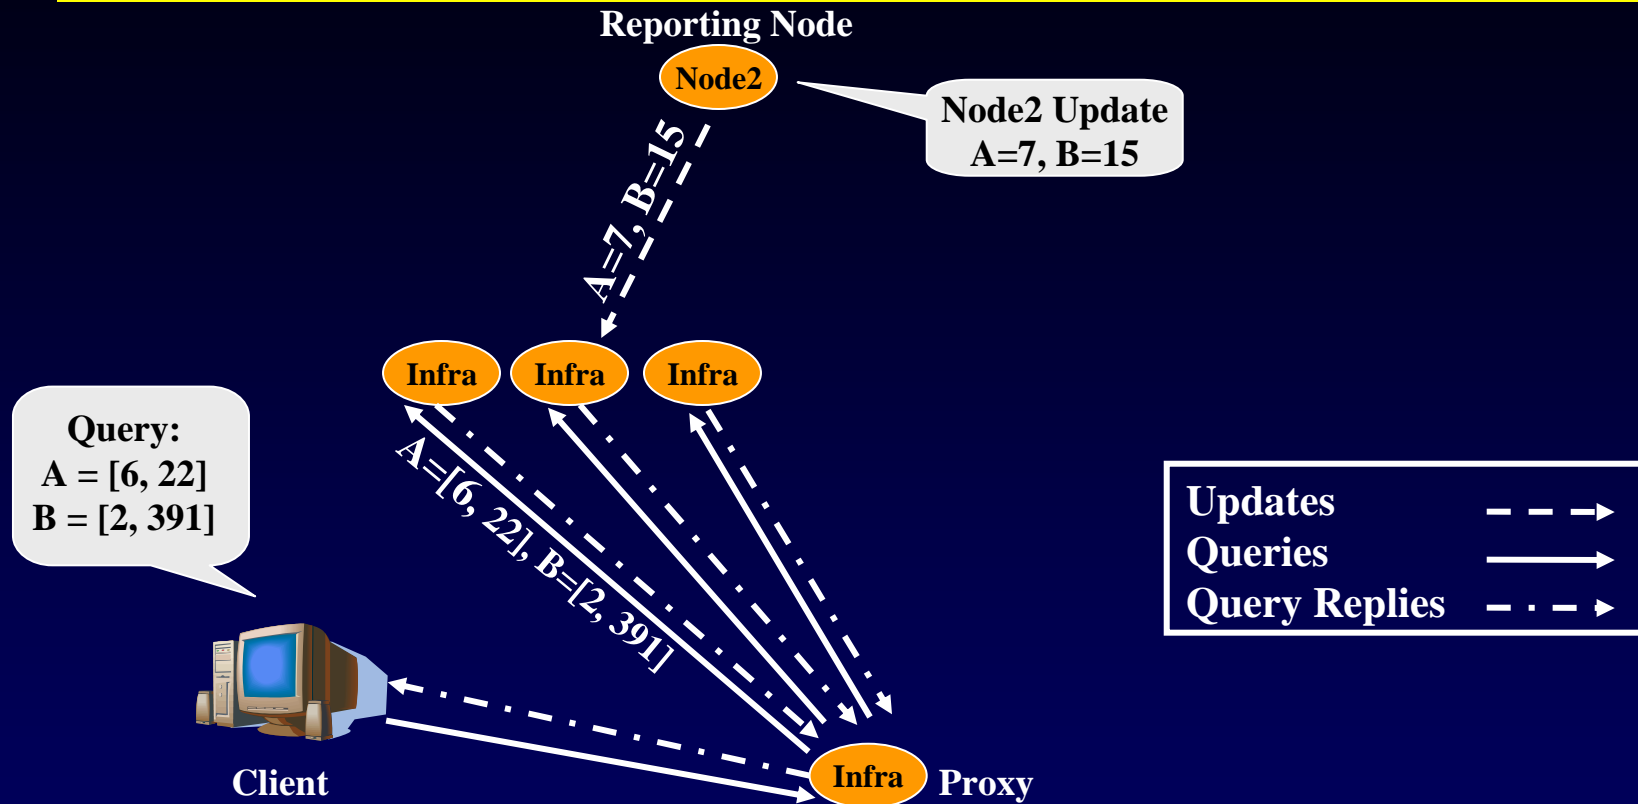 Reporting Node
Node2
Node2 Update
A=7, B=15
A=7, B=15
Infra Infra Infra
Query:
A = [6, 22]
B = [2, 391]
A=[6, 22], B=[2, 391]
Updates
Queries
Query Replies
Client
Infra Proxy